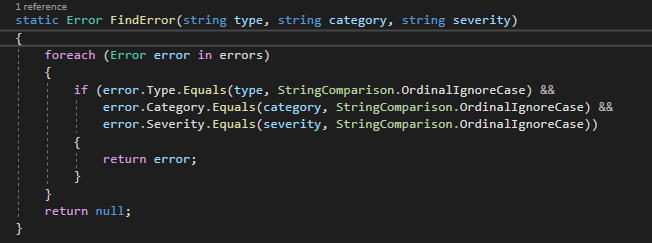 1 reference
static Error FindError(string type, string category, string severity)
{
foreach (Error error in errors)
{
if (error.Type.Equals(type, StringComparison.OrdinalIgnoreCase) &&
error.Category.Equals(category, StringComparison.OrdinalIgnoreCase) &&
error.Severity.Equals(severity, StringComparison.OrdinalIgnoreCase))
{
return error;
}
}
return null;
}